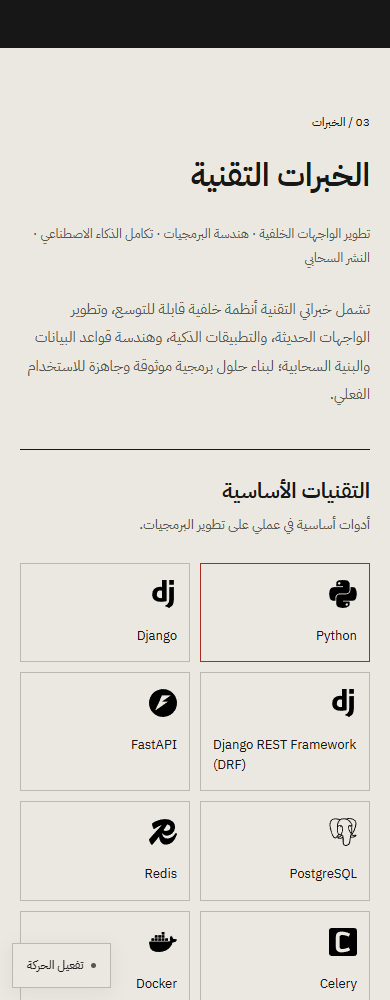 03 / الخبرات
الخبرات التقنية
تطوير الواجهات الخلفية · هندسة البرمجيات · تكامل الذكاء الاصطناعي ·
النشر السحابي
تشمل خبراتي التقنية أنظمة خلفية قابلة للتوسع، وتطوير
الواجهات الحديثة، والتطبيقات الذكية، وهندسة قواعد البيانات
والبنية السحابية؛ لبناء حلول برمجية موثوقة وجاهزة للاستخدام
الفعلي.
التقنيات الأساسية
أدوات أساسية في عملي على تطوير البرمجيات.
Python
dj
Django
dj
Django REST Framework
(DRF)
FastAPI
PostgreSQL
Redis
C
Celery
Docker
تفعيل الحركة